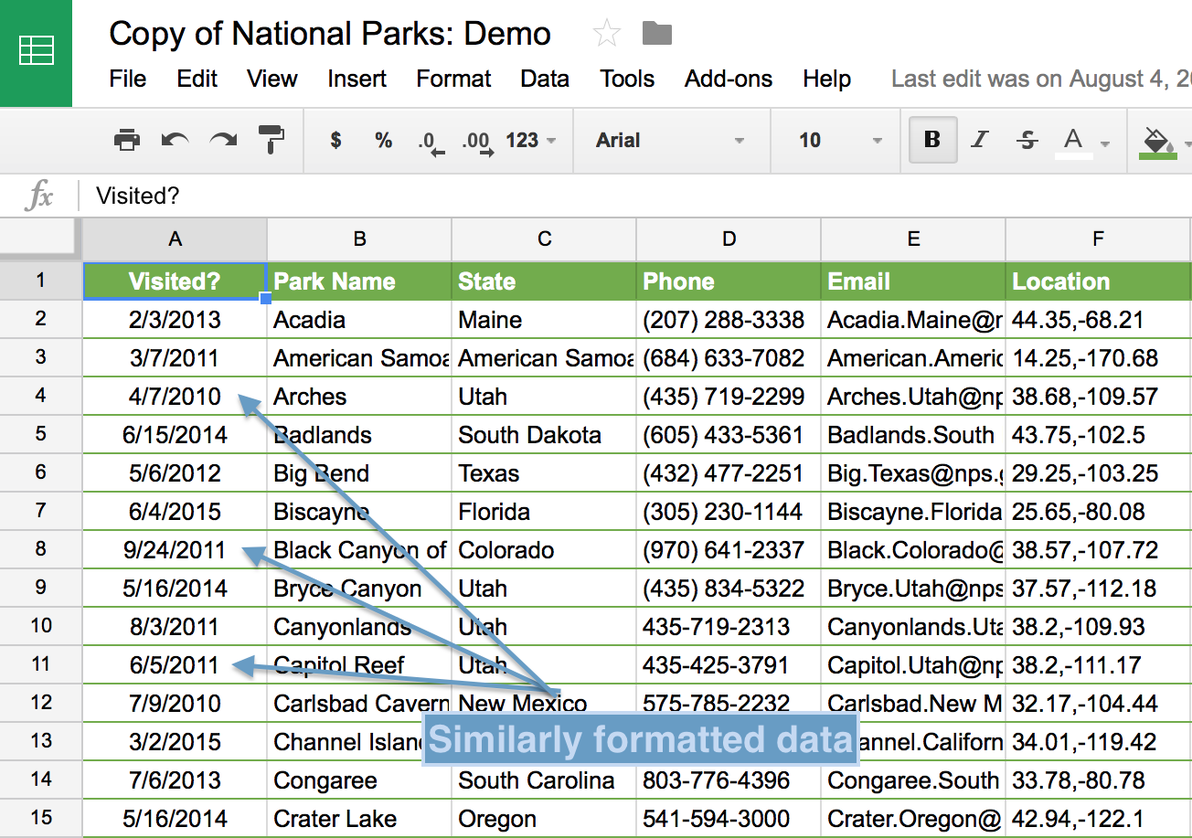 Copy of National Parks: Demo
File Edit View Insert Format Data Tools Add-ons Help Last edit was on August 4, 20
$ % .0 .00 123 Arial 10 B I S A
fx Visited?
A B C D E F
1 Visited? Park Name State Phone Email Location
2 2/3/2013 Acadia Maine (207) 288-3338 Acadia.Maine@n 44.35,-68.21
3 3/7/2011 American Samoa American Samoa (684) 633-7082 American.Americ 14.25,-170.68
4 4/7/2010 Arches Utah (435) 719-2299 Arches.Utah@np 38.68,-109.57
5 6/15/2014 Badlands South Dakota (605) 433-5361 Badlands.South 43.75,-102.5
6 5/6/2012 Big Bend Texas (432) 477-2251 Big.Texas@nps.g 29.25,-103.25
7 6/4/2015 Biscayne Florida (305) 230-1144 Biscayne.Florida 25.65,-80.08
8 9/24/2011 Black Canyon of Colorado (970) 641-2337 Black.Colorado@ 38.57,-107.72
9 5/16/2014 Bryce Canyon Utah (435) 834-5322 Bryce.Utah@nps 37.57,-112.18
10 8/3/2011 Canyonlands Utah 435-719-2313 Canyonlands.Uta 38.2,-109.93
11 6/5/2011 Capitol Reef Utah 435-425-3791 Capitol.Utah@np 38.2,-111.17
12 7/9/2010 Carlsbad Cavern New Mexico 575-785-2232 Carlsbad.New M 32.17,-104.44
13 3/2/2015 Channel Islan annel.Californ 34.01,-119.42
Similarly formatted data
14 7/6/2013 Congaree South Carolina 803-776-4396 Congaree.South 33.78,-80.78
15 5/16/2014 Crater Lake Oregon 541-594-3000 Crater.Oregon@ 42.94,-122.1